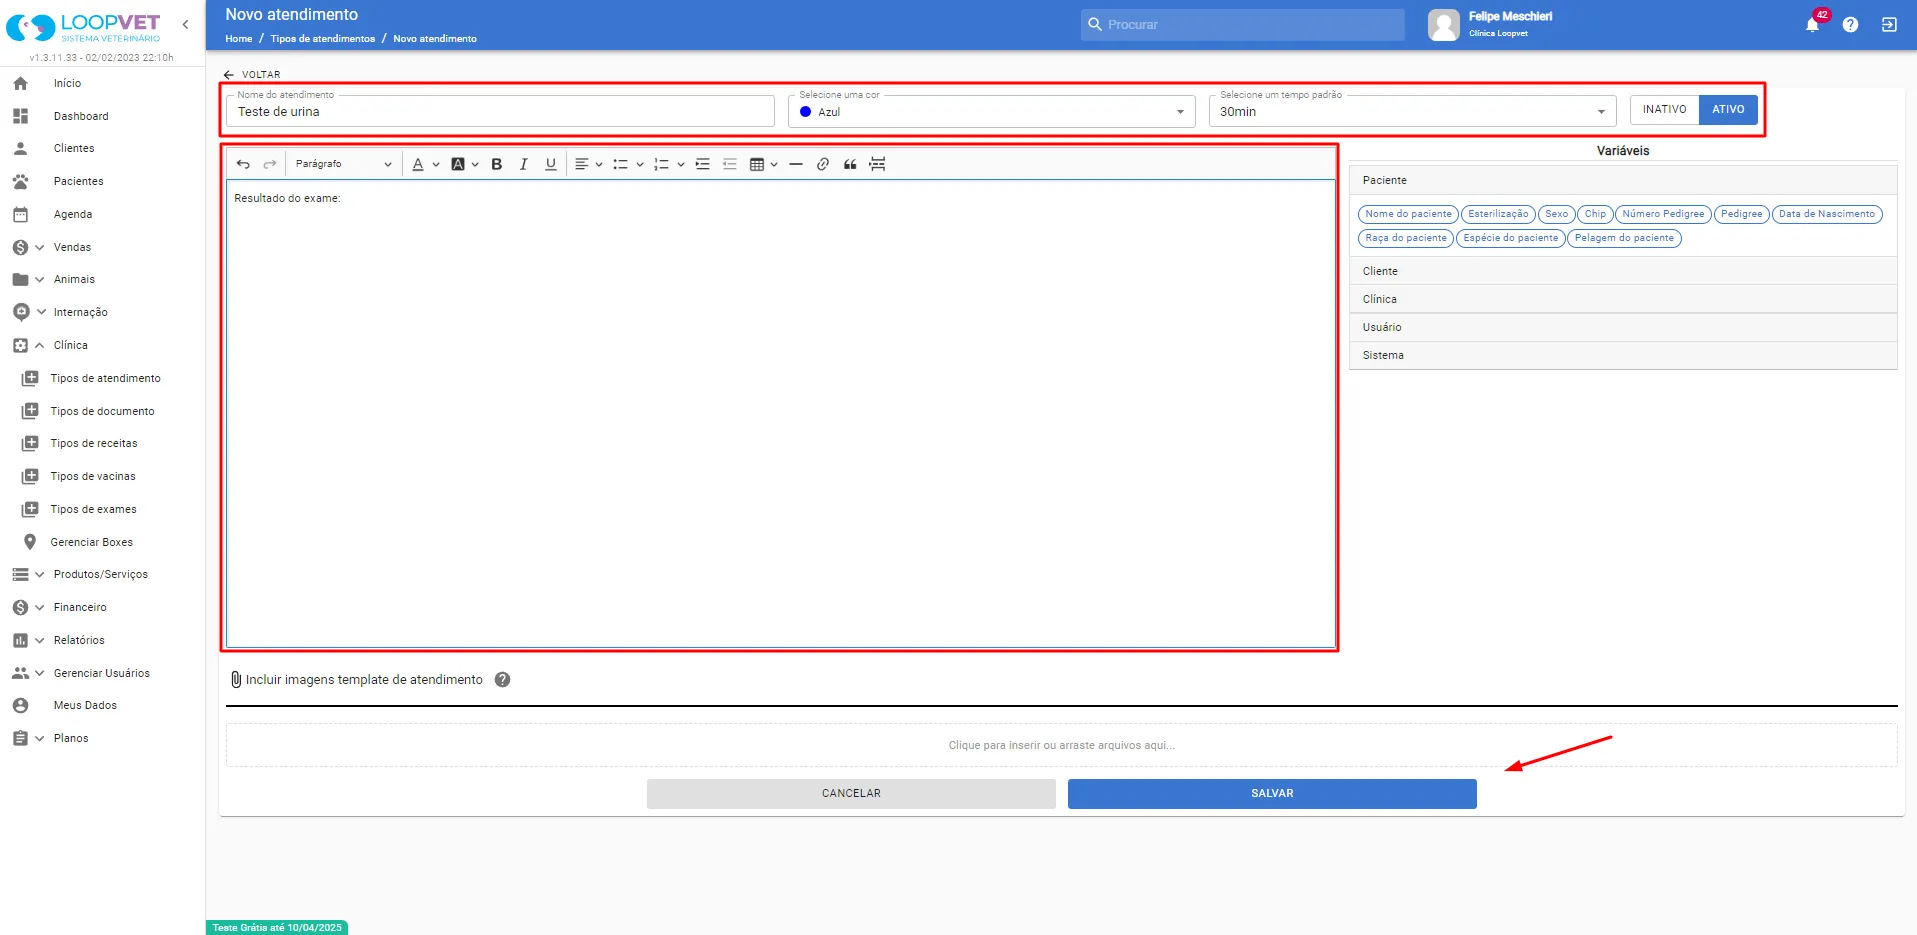 LOOPVET
SISTEMA VETERINÁRIO
v1.3.11.33 - 02/02/2023 22:10h
Início
Dashboard
Clientes
Pacientes
Agenda
Vendas
Animais
Internação
Clínica
Tipos de atendimento
Tipos de documento
Tipos de receitas
Tipos de vacinas
Tipos de exames
Gerenciar Boxes
Produtos/Serviços
Financeiro
Relatórios
Gerenciar Usuários
Meus Dados
Planos
Novo atendimento
Home / Tipos de atendimentos / Novo atendimento
Procurar
Felipe Meschieri
Clínica Loopvet
42
VOLTAR
Nome do atendimento
Teste de urina
Selecione uma cor
Azul
Selecione um tempo padrão
30min
INATIVO ATIVO
Parágrafo
Resultado do exame:
Variáveis
Paciente
Nome do paciente Esterilização Sexo Chip Número Pedigree Pedigree Data de Nascimento
Raça do paciente Espécie do paciente Pelagem do paciente
Cliente
Clínica
Usuário
Sistema
Incluir imagens template de atendimento
Clique para inserir ou arraste arquivos aqui...
CANCELAR SALVAR
Teste Grátis até 10/04/2025